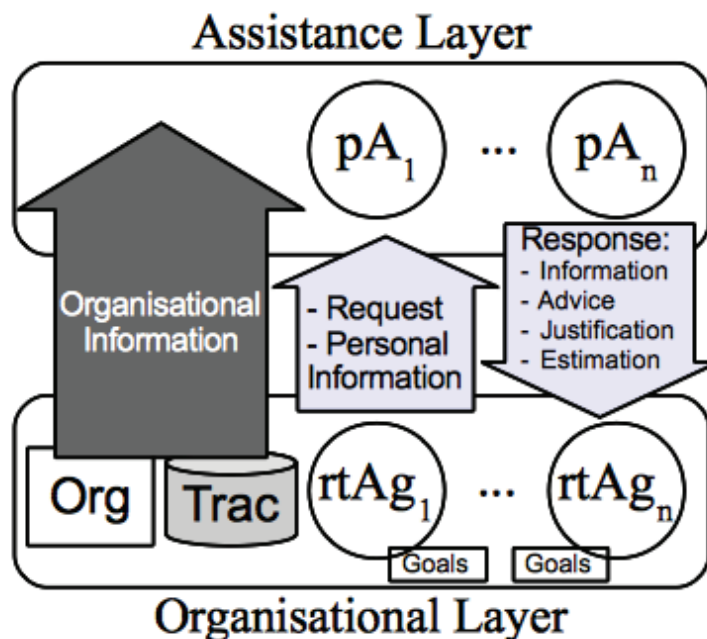 Assistance Layer
pA1 ... pAn
Organisational
Information
- Request
- Personal
Information
Response:
- Information
- Advice
- Justification
- Estimation
Org
Trac
rtAg1 ... rtAgn
Goals
Goals
Organisational Layer